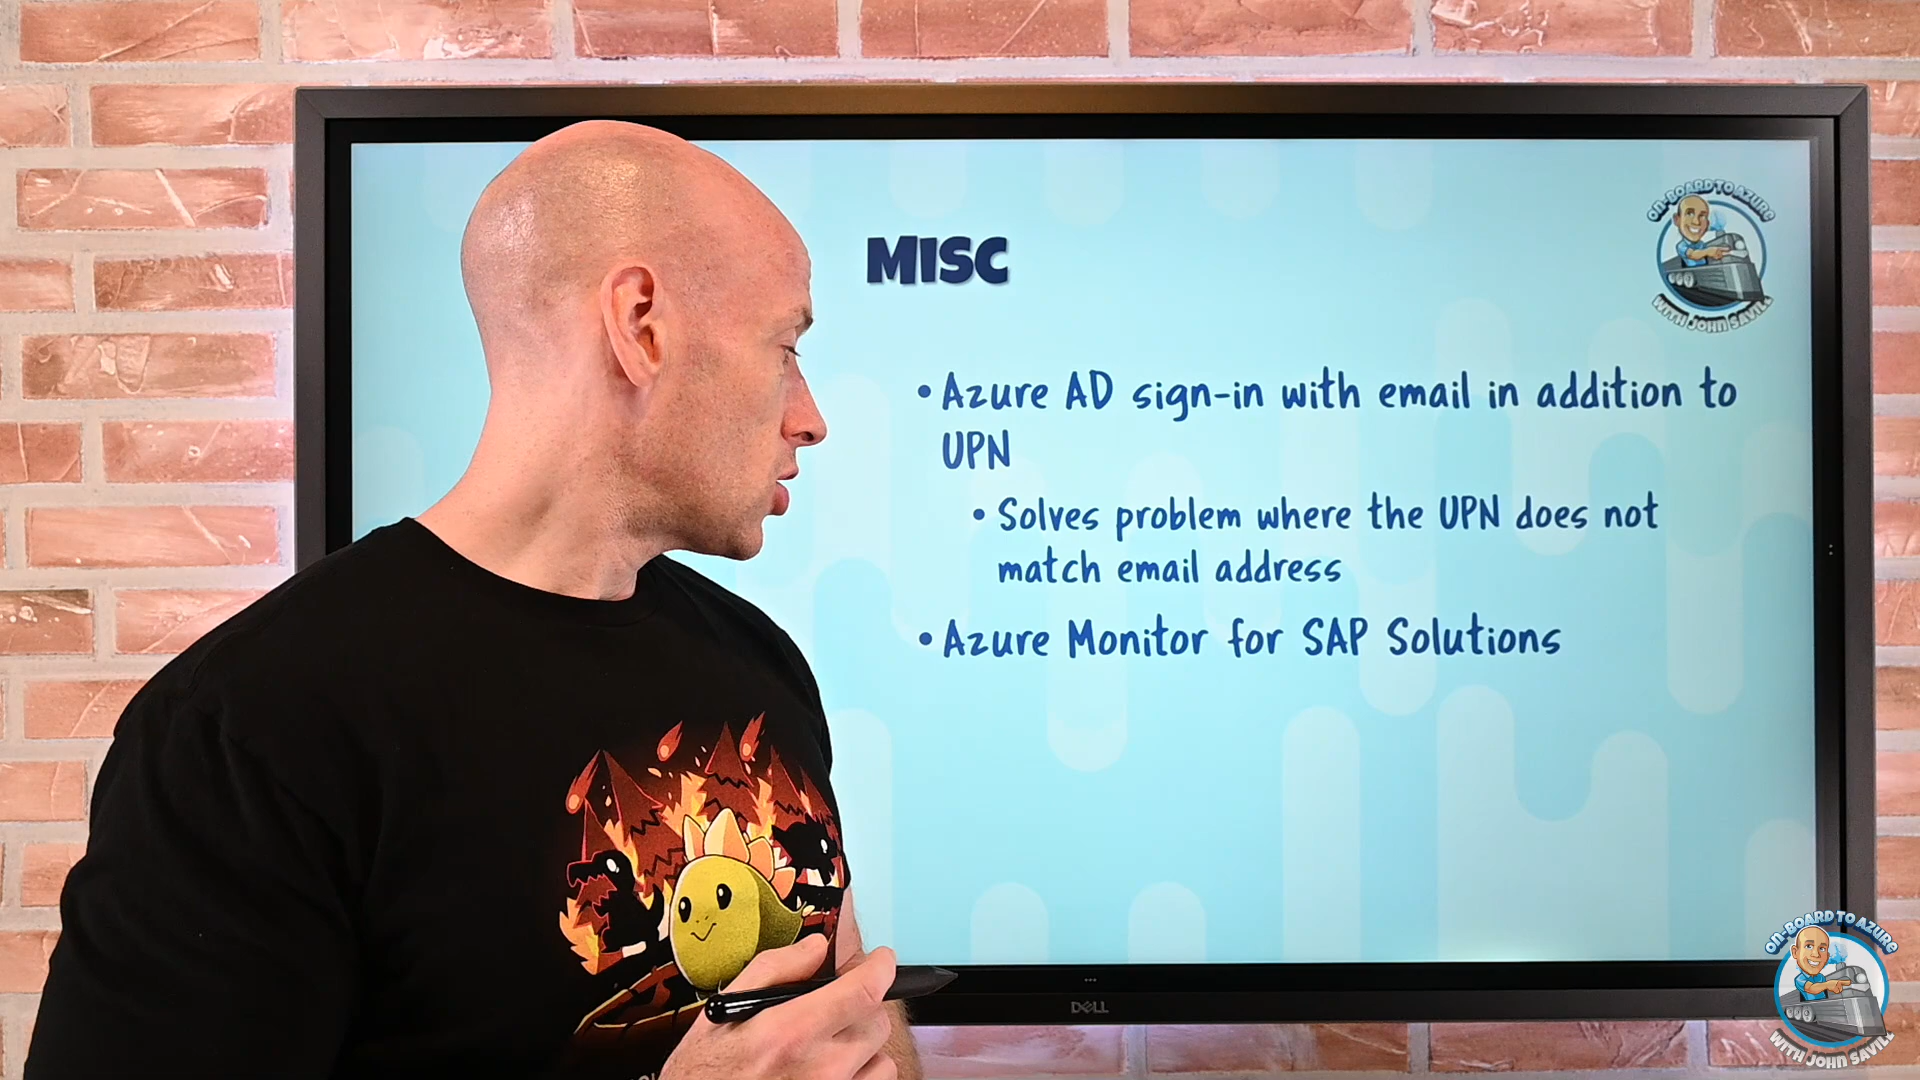 ON-BOARD TO AZURE
WITH JOHN SAVILL
MISC
• Azure AD sign-in with email in addition to
UPN
• Solves problem where the UPN does not
match email address
• Azure Monitor for SAP Solutions
DELL
ON-BOARD TO AZURE
WITH JOHN SAVILL